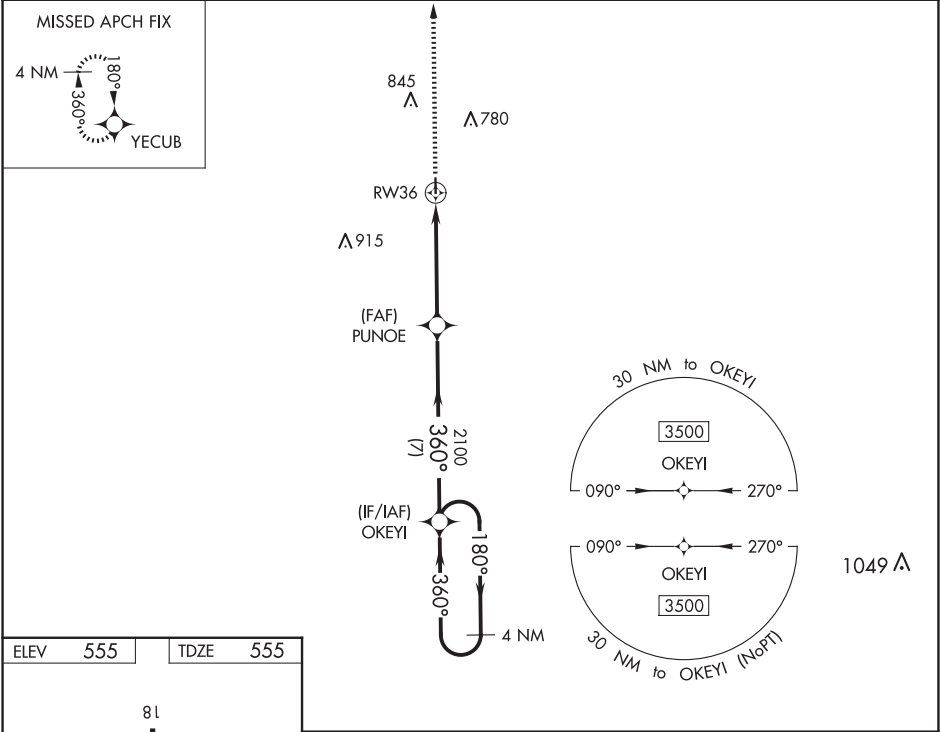 MISSED APCH FIX
4 NM
180°
360°
YECUB
845
780
RW36
915
(FAF)
PUNOE
2100
360°
(7)
(IF/IAF)
OKEYI
180°
360°
4 NM
30 NM to OKEYI
3500
OKEYI
090°
270°
090°
270°
OKEYI
3500
30 NM to OKEYI (NoPT)
1049
ELEV 555
TDZE 555
18